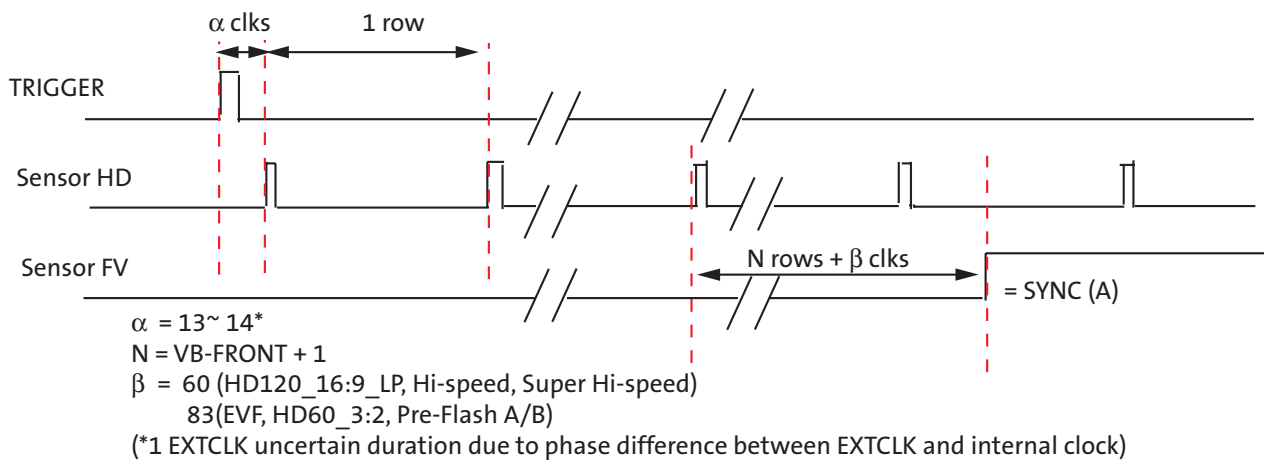 α clks
1 row
TRIGGER
Sensor HD
Sensor FV
N rows + β clks
= SYNC (A)
α = 13~ 14*
N = VB-FRONT + 1
β = 60 (HD120_16:9_LP, Hi-speed, Super Hi-speed)
83(EVF, HD60_3:2, Pre-Flash A/B)
(*1 EXTCLK uncertain duration due to phase difference between EXTCLK and internal clock)